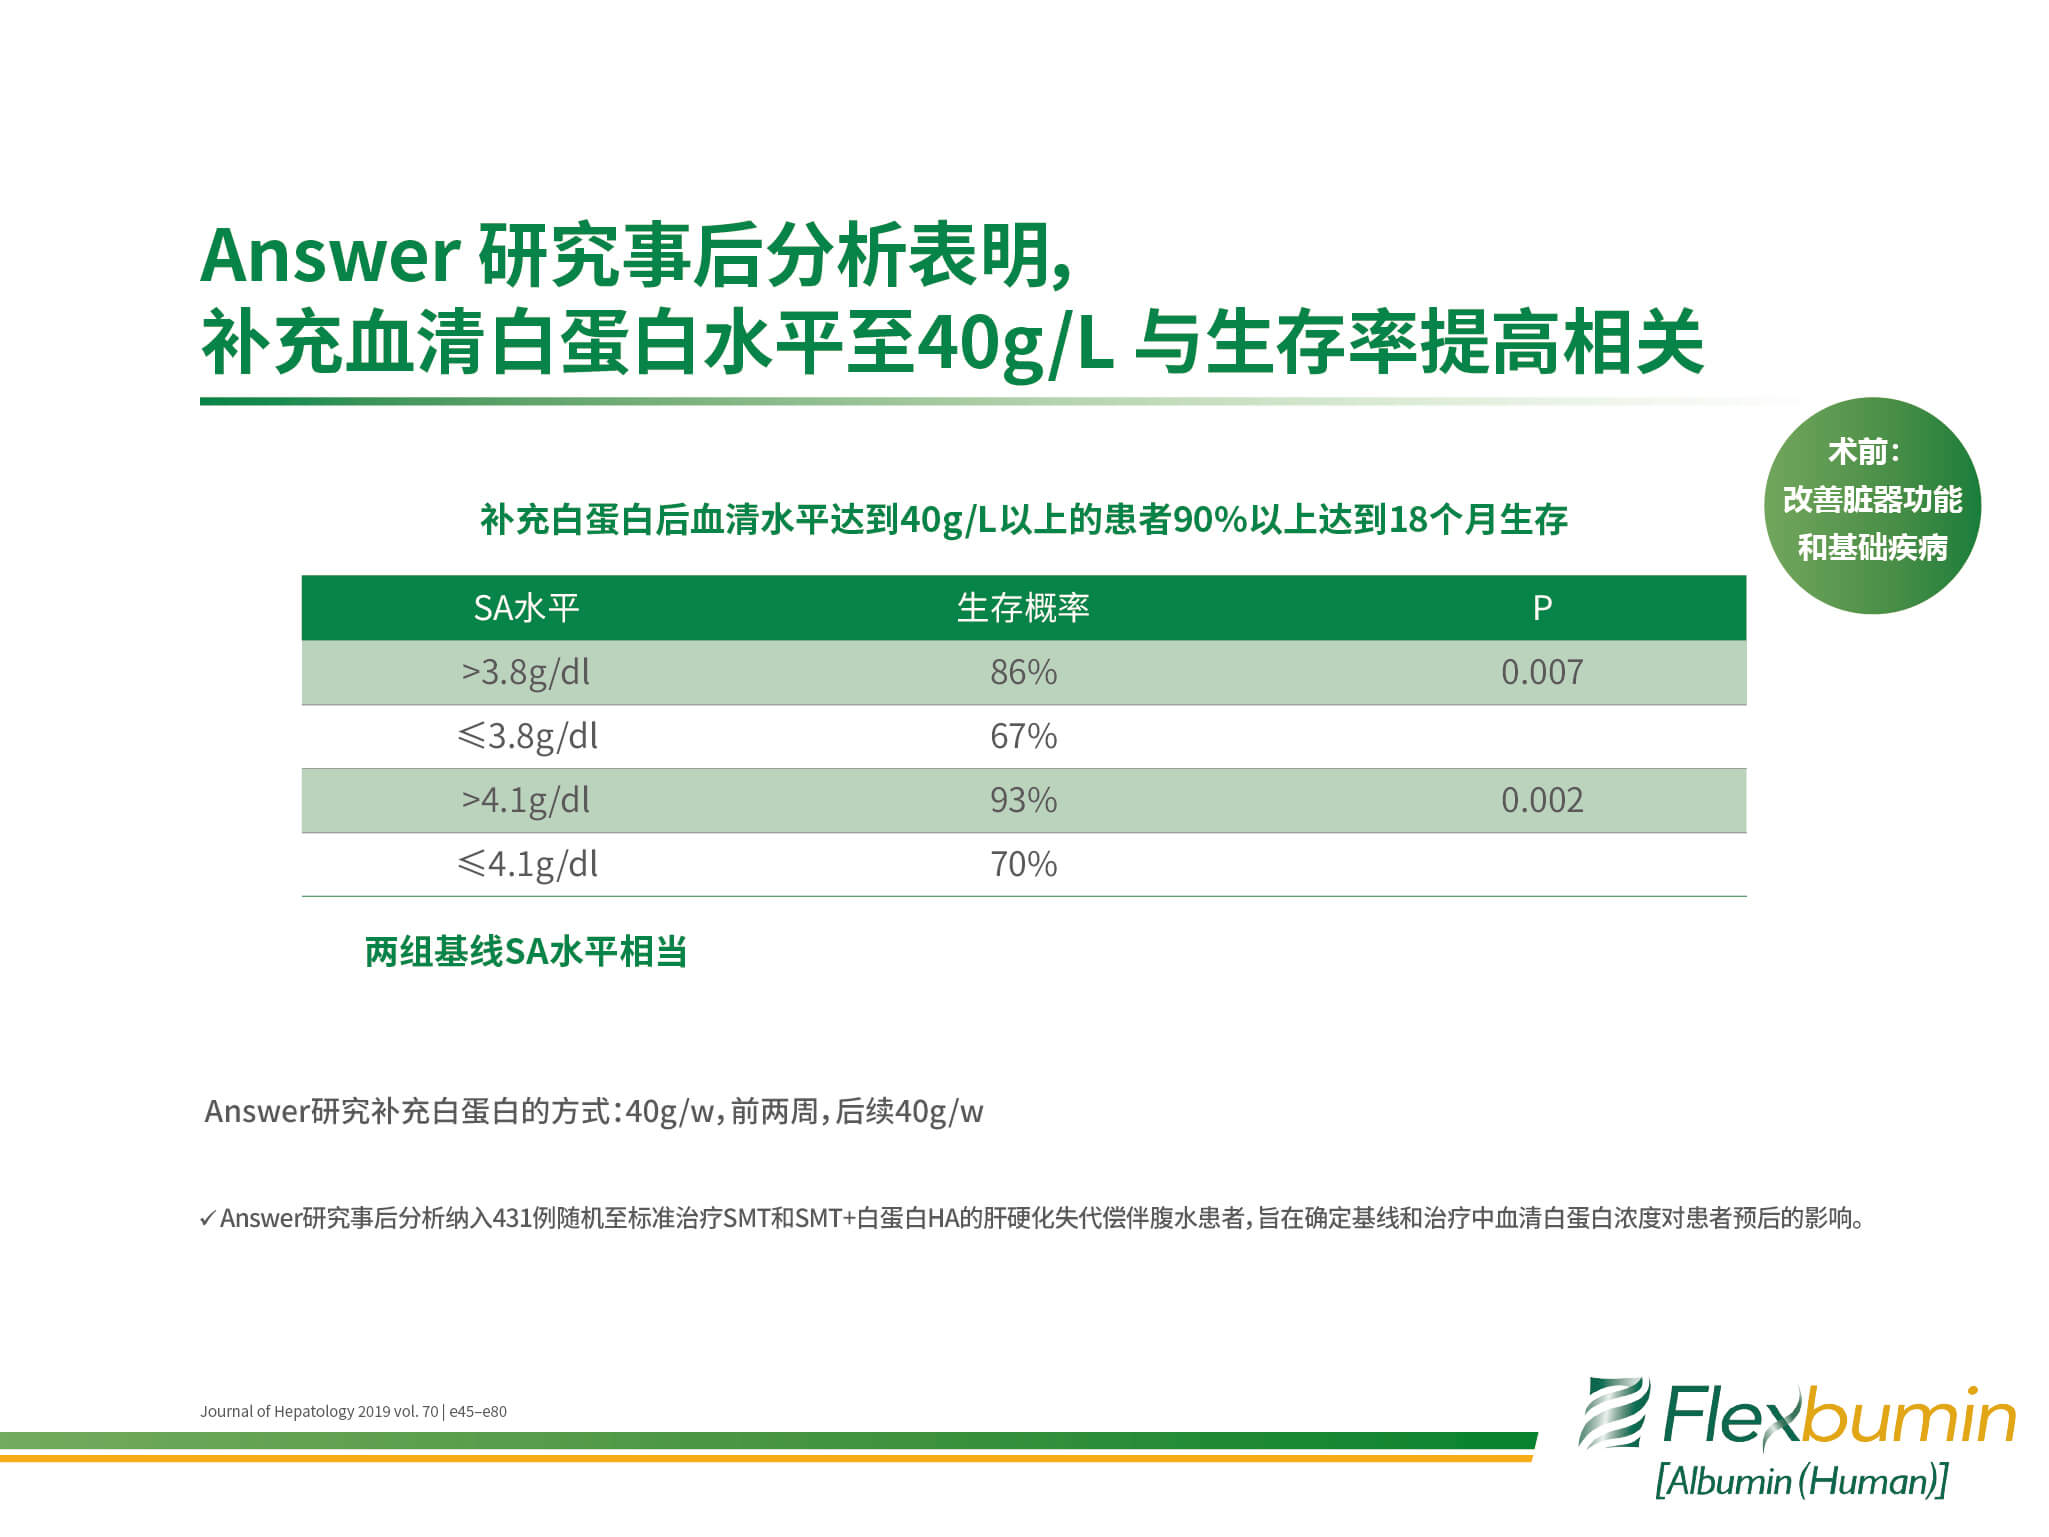 Answer 研究事后分析表明，
补充血清白蛋白水平至40g/L 与生存率提高相关
术前：
改善脏器功能
和基础疾病
补充白蛋白后血清水平达到40g/L以上的患者90%以上达到18个月生存
SA水平 生存概率 P
>3.8g/dl 86% 0.007
≤3.8g/dl 67%
>4.1g/dl 93% 0.002
≤4.1g/dl 70%
两组基线SA水平相当
Answer研究补充白蛋白的方式：40g/w，前两周，后续40g/w
✓Answer研究事后分析纳入431例随机至标准治疗SMT和SMT+白蛋白HA的肝硬化失代偿伴腹水患者，旨在确定基线和治疗中血清白蛋白浓度对患者预后的影响。
Journal of Hepatology 2019 vol. 70 | e45–e80
Flexbumin
[Albumin (Human)]